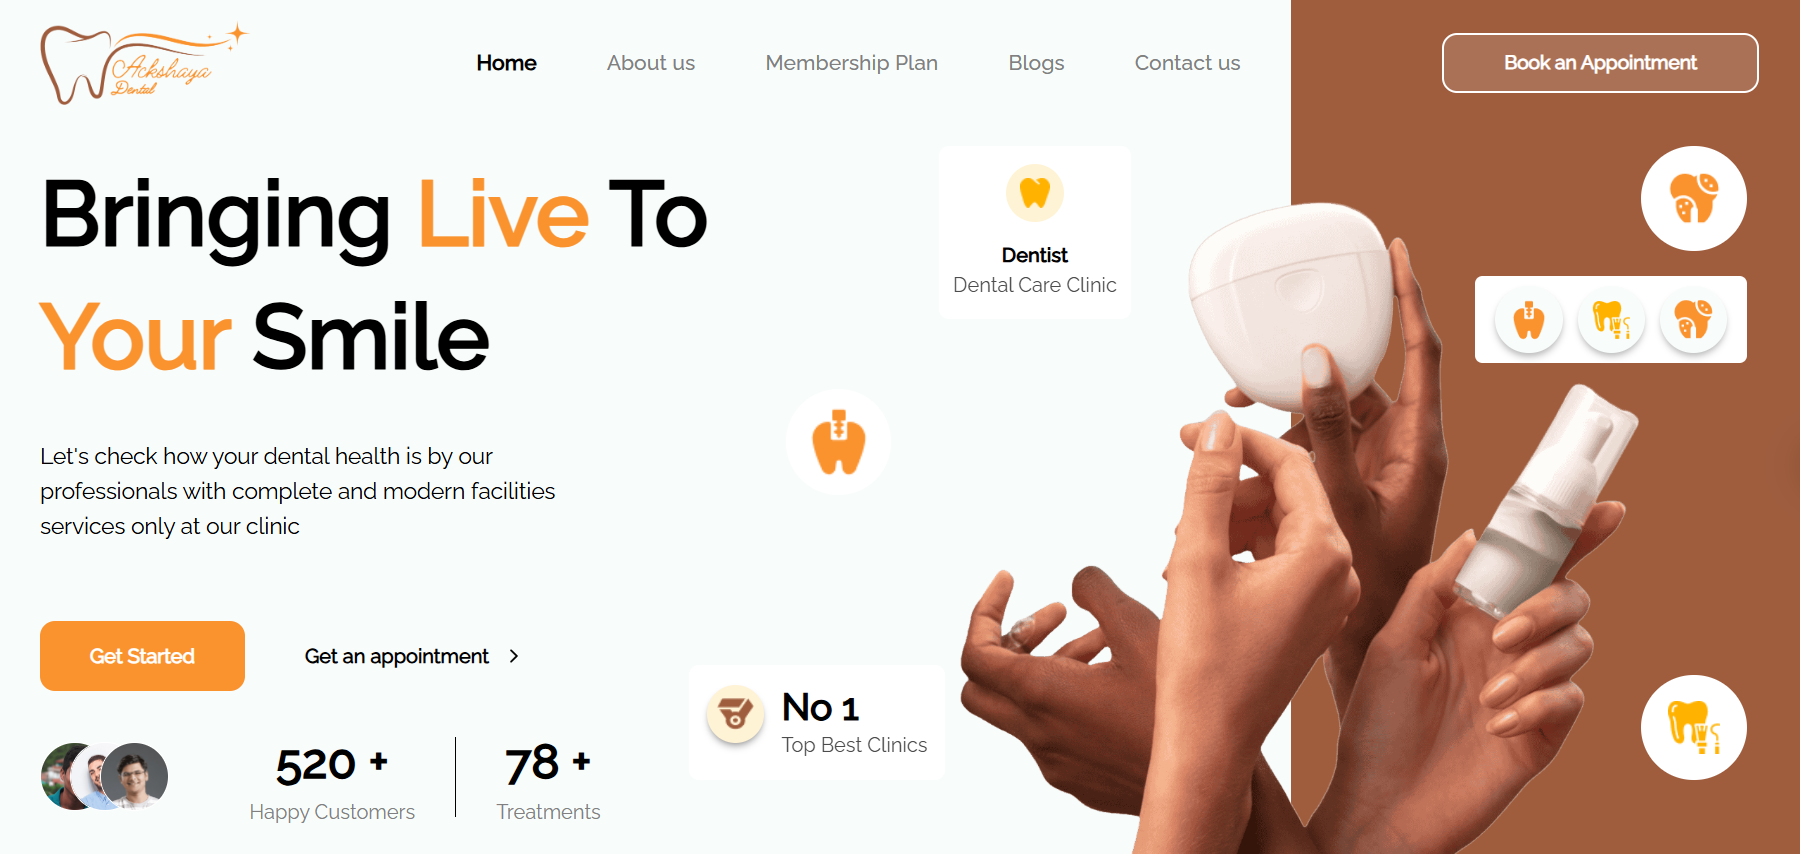 Ackshaya
Dental
Home
About us
Membership Plan
Blogs
Contact us
Book an Appointment
Bringing Live To
Your Smile
Dentist
Dental Care Clinic
Let's check how your dental health is by our
professionals with complete and modern facilities
services only at our clinic
Get Started
Get an appointment
No 1
Top Best Clinics
520 +
Happy Customers
78 +
Treatments